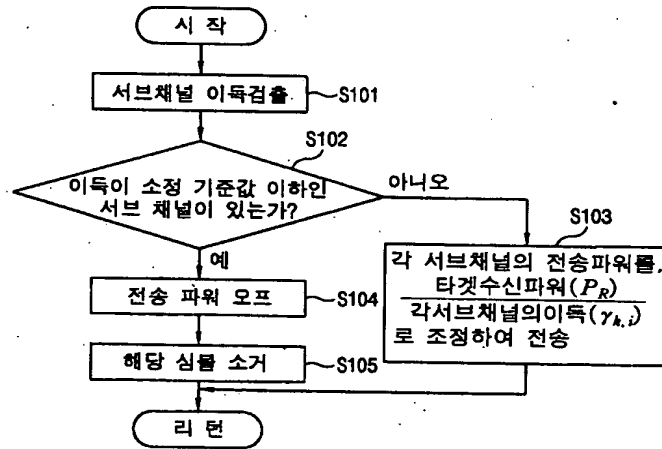 시 작
서브채널 이득검출
S101
S102
이득이 소정 기준값 이하인
서브 채널이 있는가?
아니오
예
S103
각 서브채널의 전송파워를,
타겟수신파워(P_R)
각서브채널의이득(γ_{k,i})
로 조정하여 전송
전송 파워 오프
S104
해당 심볼 소거
S105
리 턴